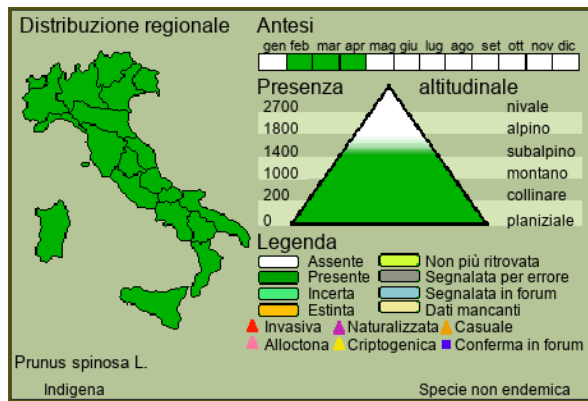 Distribuzione regionale
Antesi
gen feb mar apr mag giu lug ago set ott nov dic
Presenza altitudinale
2700 nivale
1800 alpino
1400 subalpino
1000 montano
200 collinare
0 planiziale
Legenda
Assente Non più ritrovata
Presente Segnalata per errore
Incerta Segnalata in forum
Estinta Dati mancanti
Invasiva Naturalizzata Casuale
Alloctona Criptogenica Conferma in forum
Prunus spinosa L.
Indigena Specie non endemica